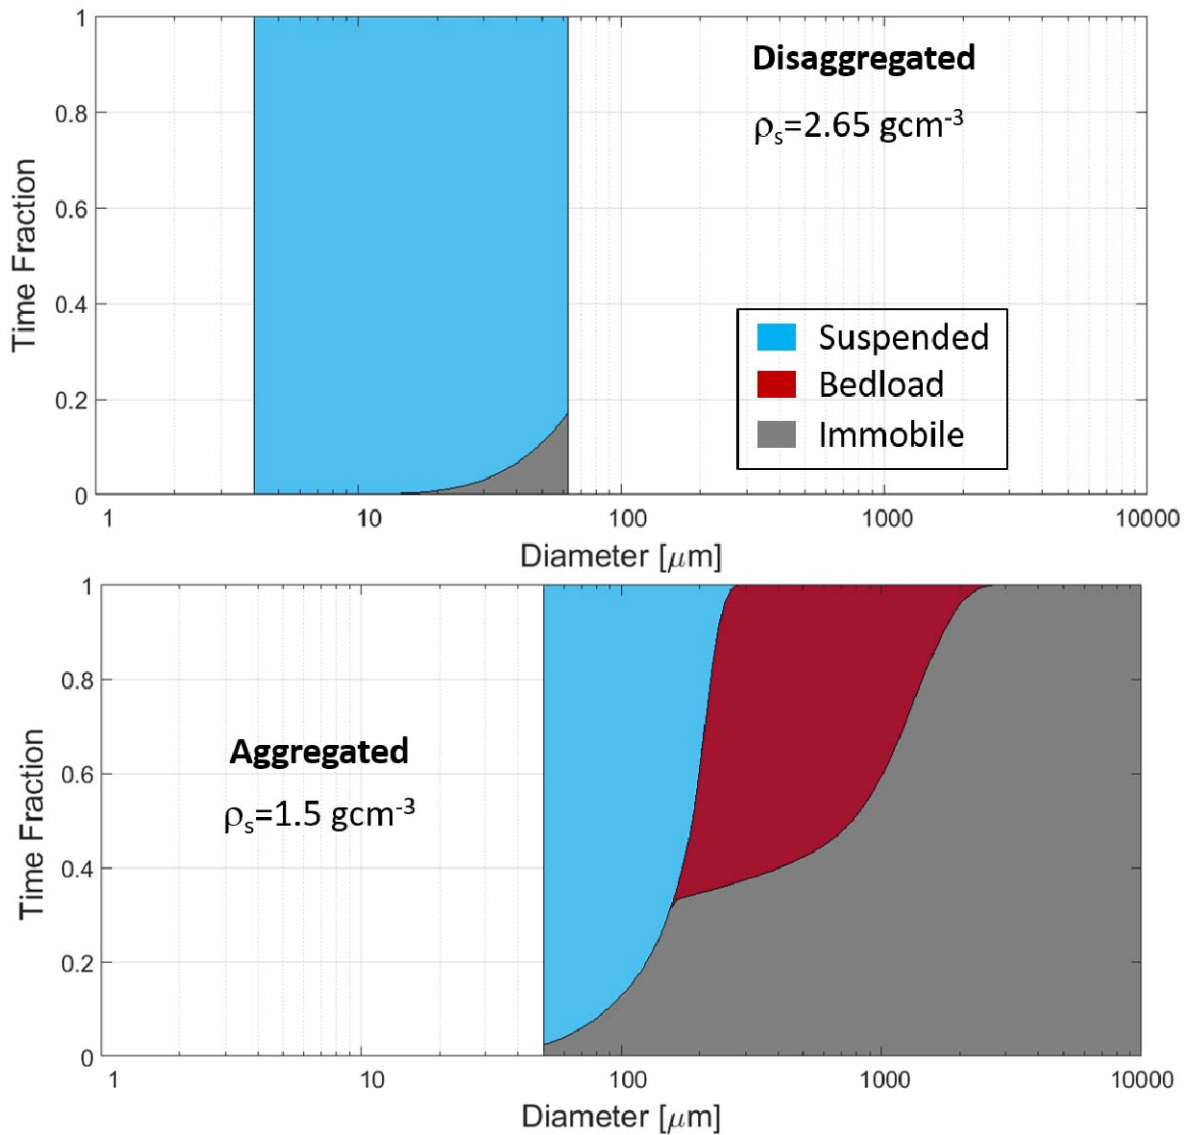 1
0.8
0.6
0.4
0.2
0
Time Fraction
Disaggregated
ρs=2.65 gcm-3
Suspended
Bedload
Immobile
1 10 100 1000 10000
Diameter [μm]
1
0.8
0.6
0.4
0.2
0
Time Fraction
Aggregated
ρs=1.5 gcm-3
1 10 100 1000 10000
Diameter [μm]